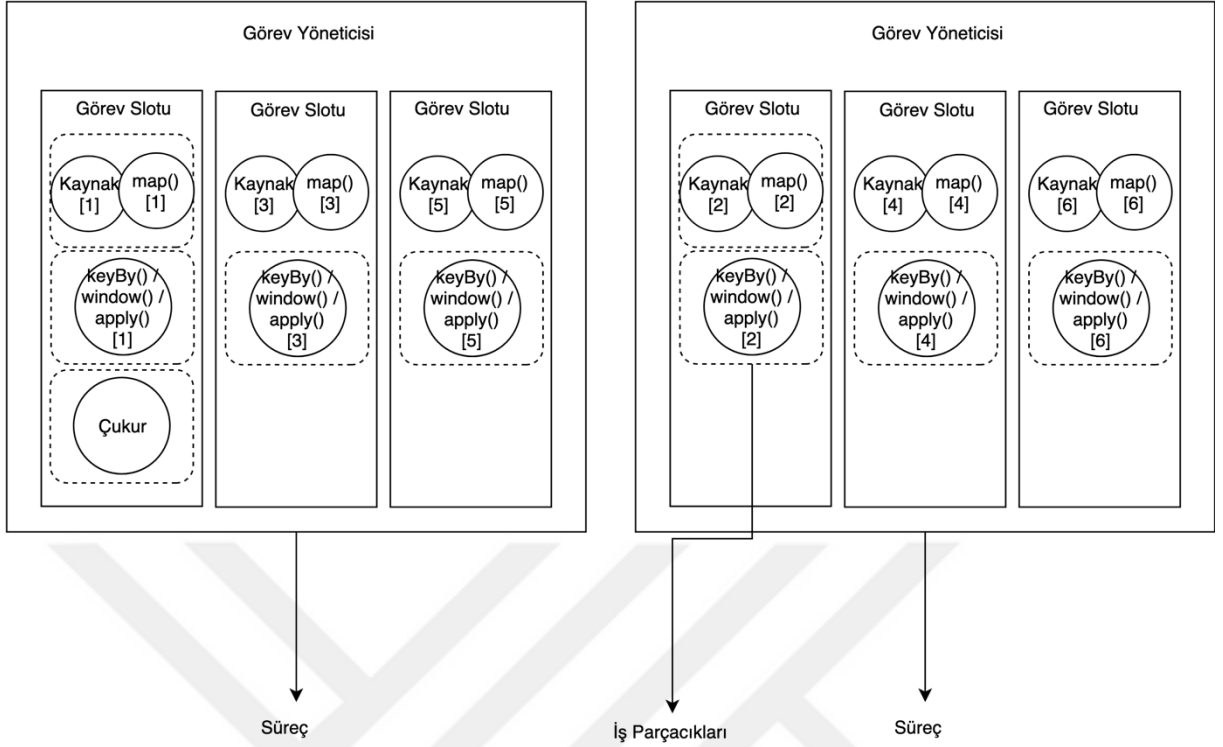 Görev Yöneticisi
Görev Slotu
Kaynak
[1]
map()
[1]
keyBy() /
window() /
apply()
[1]
Çukur
Görev Slotu
Kaynak
[3]
map()
[3]
keyBy() /
window() /
apply()
[3]
Görev Slotu
Kaynak
[5]
map()
[5]
keyBy() /
window() /
apply()
[5]
Süreç
Görev Yöneticisi
Görev Slotu
Kaynak
[2]
map()
[2]
keyBy() /
window() /
apply()
[2]
Görev Slotu
Kaynak
[4]
map()
[4]
keyBy() /
window() /
apply()
[4]
Görev Slotu
Kaynak
[6]
map()
[6]
keyBy() /
window() /
apply()
[6]
İş Parçacıkları
Süreç